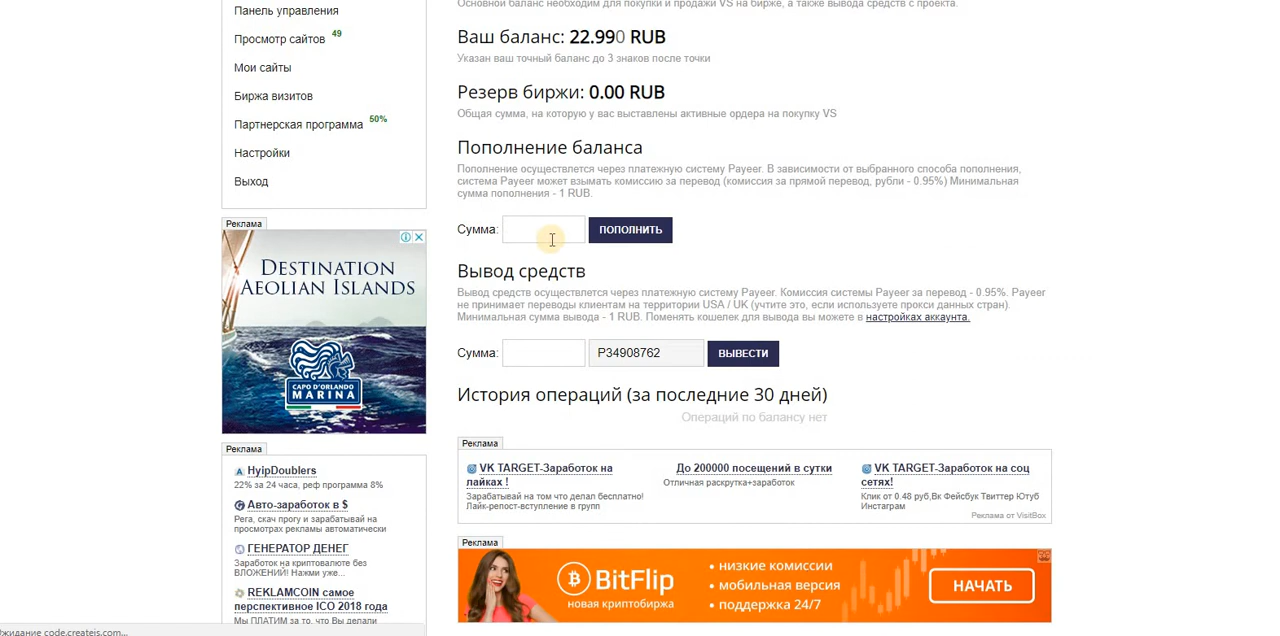 Панель управления
Просмотр сайтов 49
Мои сайты
Биржа визитов
Партнерская программа 50%
Настройки
Выход
Основной баланс необходим для покупки и продажи VS на бирже, а также вывода средств с проекта.
Ваш баланс: 22.990 RUB
Указан ваш точный баланс до 3 знаков после точки
Резерв биржи: 0.00 RUB
Общая сумма, на которую у вас выставлены активные ордера на покупку VS
Пополнение баланса
Пополнение осуществлется через платежную систему Payeer. В зависимости от выбранного способа пополнения,
система Payeer может взымать комиссию за перевод (комиссия за прямой перевод, рубли - 0.95%) Минимальная
сумма пополнения - 1 RUB.
Сумма: ПОПОЛНИТЬ
Вывод средств
Вывод средств осуществлется через платежную систему Payeer. Комиссия системы Payeer за перевод - 0.95%. Payeer
не принимает переводы клиентам на территории USA / UK (учтите это, если используете прокси данных стран).
Минимальная сумма вывода - 1 RUB. Поменять кошелек для вывода вы можете в настройках аккаунта.
Сумма: P34908762 ВЫВЕСТИ
История операций (за последние 30 дней)
Операций по балансу нет
Реклама
DESTINATION
AEOLIAN ISLANDS
CAPO D'ORLANDO
MARINA
Реклама
HyipDoublers
22% за 24 часа, реф программа 8%
Авто-заработок в $
Рега, скач прогу и зарабатывай на
просмотрах рекламы автоматически
ГЕНЕРАТОР ДЕНЕГ
Заработок на криптовалюте без
ВЛОЖЕНИЙ! Нажми уже...
REKLAMCOIN самое
перспективное ICO 2018 года
Мы ПЛАТИМ за то, что Вы делали
Реклама
VK TARGET-Заработок на
лайках !
Зарабатывай на том что делал бесплатно!
Лайк-репост-вступление в групп
До 200000 посещений в сутки
Отличная раскрутка+заработок
VK TARGET-Заработок на соц
сетях!
Клик от 0.48 руб,Вк Фейсбук Твиттер Ютуб
Инстаграм
Реклама от VisitBox
Реклама
BitFlip
новая криптобиржа
• низкие комиссии
• мобильная версия
• поддержка 24/7
НАЧАТЬ
Ожидание code.createjs.com...